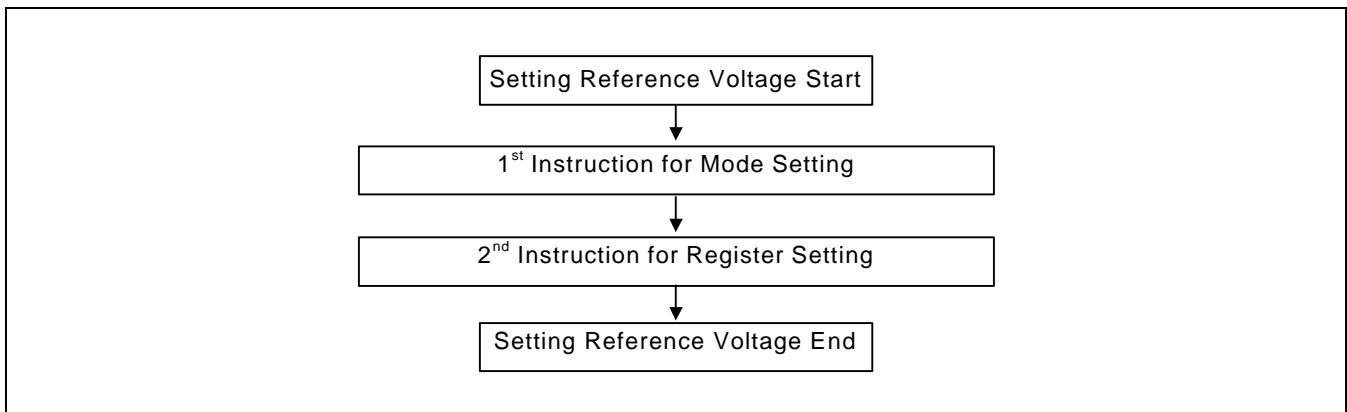 Setting Reference Voltage Start
1st Instruction for Mode Setting
2nd Instruction for Register Setting
Setting Reference Voltage End